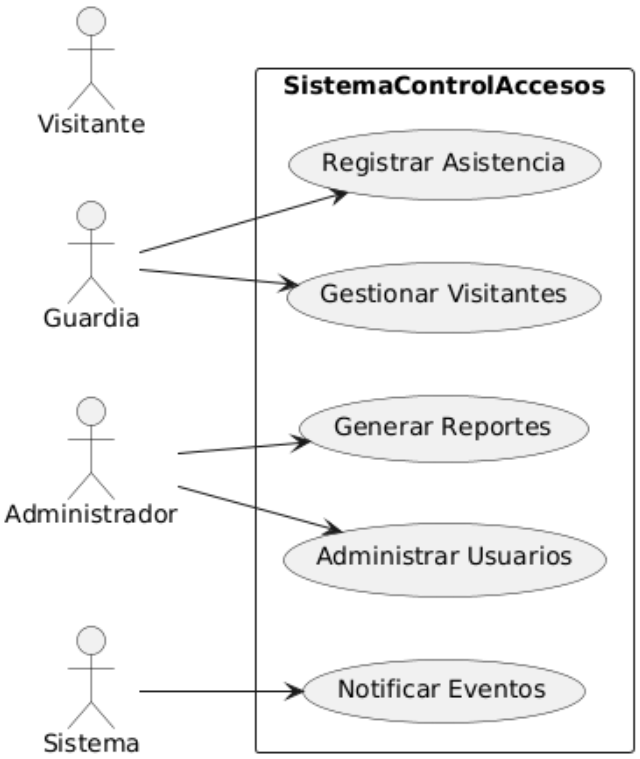 Visitante
SistemaControlAccesos
Registrar Asistencia
Guardia
Gestionar Visitantes
Administrador
Generar Reportes
Administrar Usuarios
Sistema
Notificar Eventos